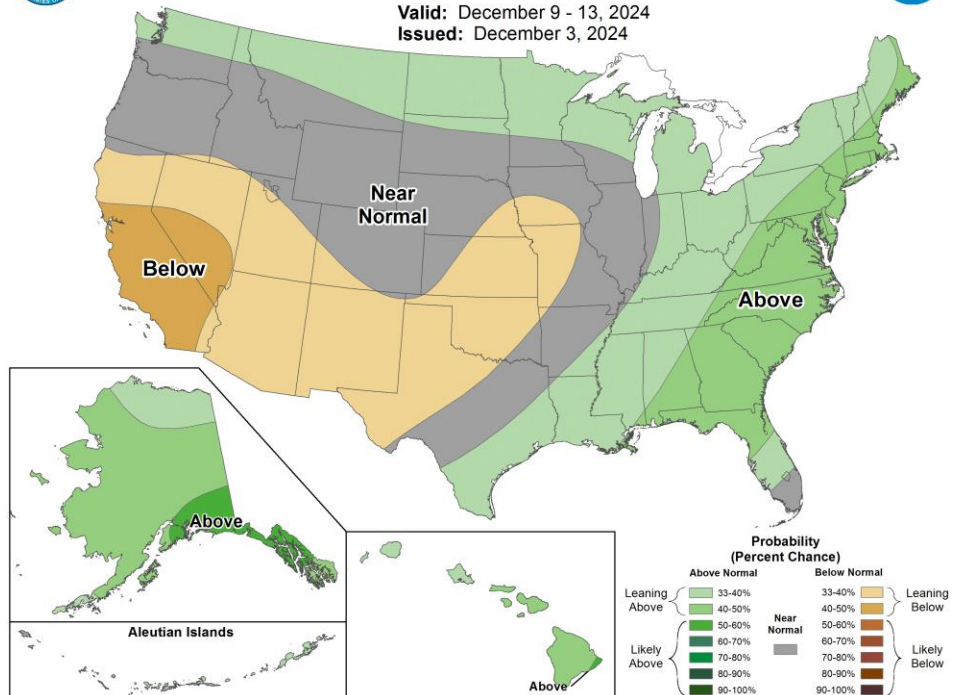 Valid: December 9 - 13, 2024
Issued: December 3, 2024
Near
Normal
Below
Above
Above
Aleutian Islands
Above
Probability
(Percent Chance)
Above Normal
Below Normal
Leaning
Above
33-40%
40-50%
Likely
Above
50-60%
60-70%
70-80%
80-90%
90-100%
Near
Normal
33-40%
40-50%
Leaning
Below
50-60%
60-70%
70-80%
80-90%
90-100%
Likely
Below